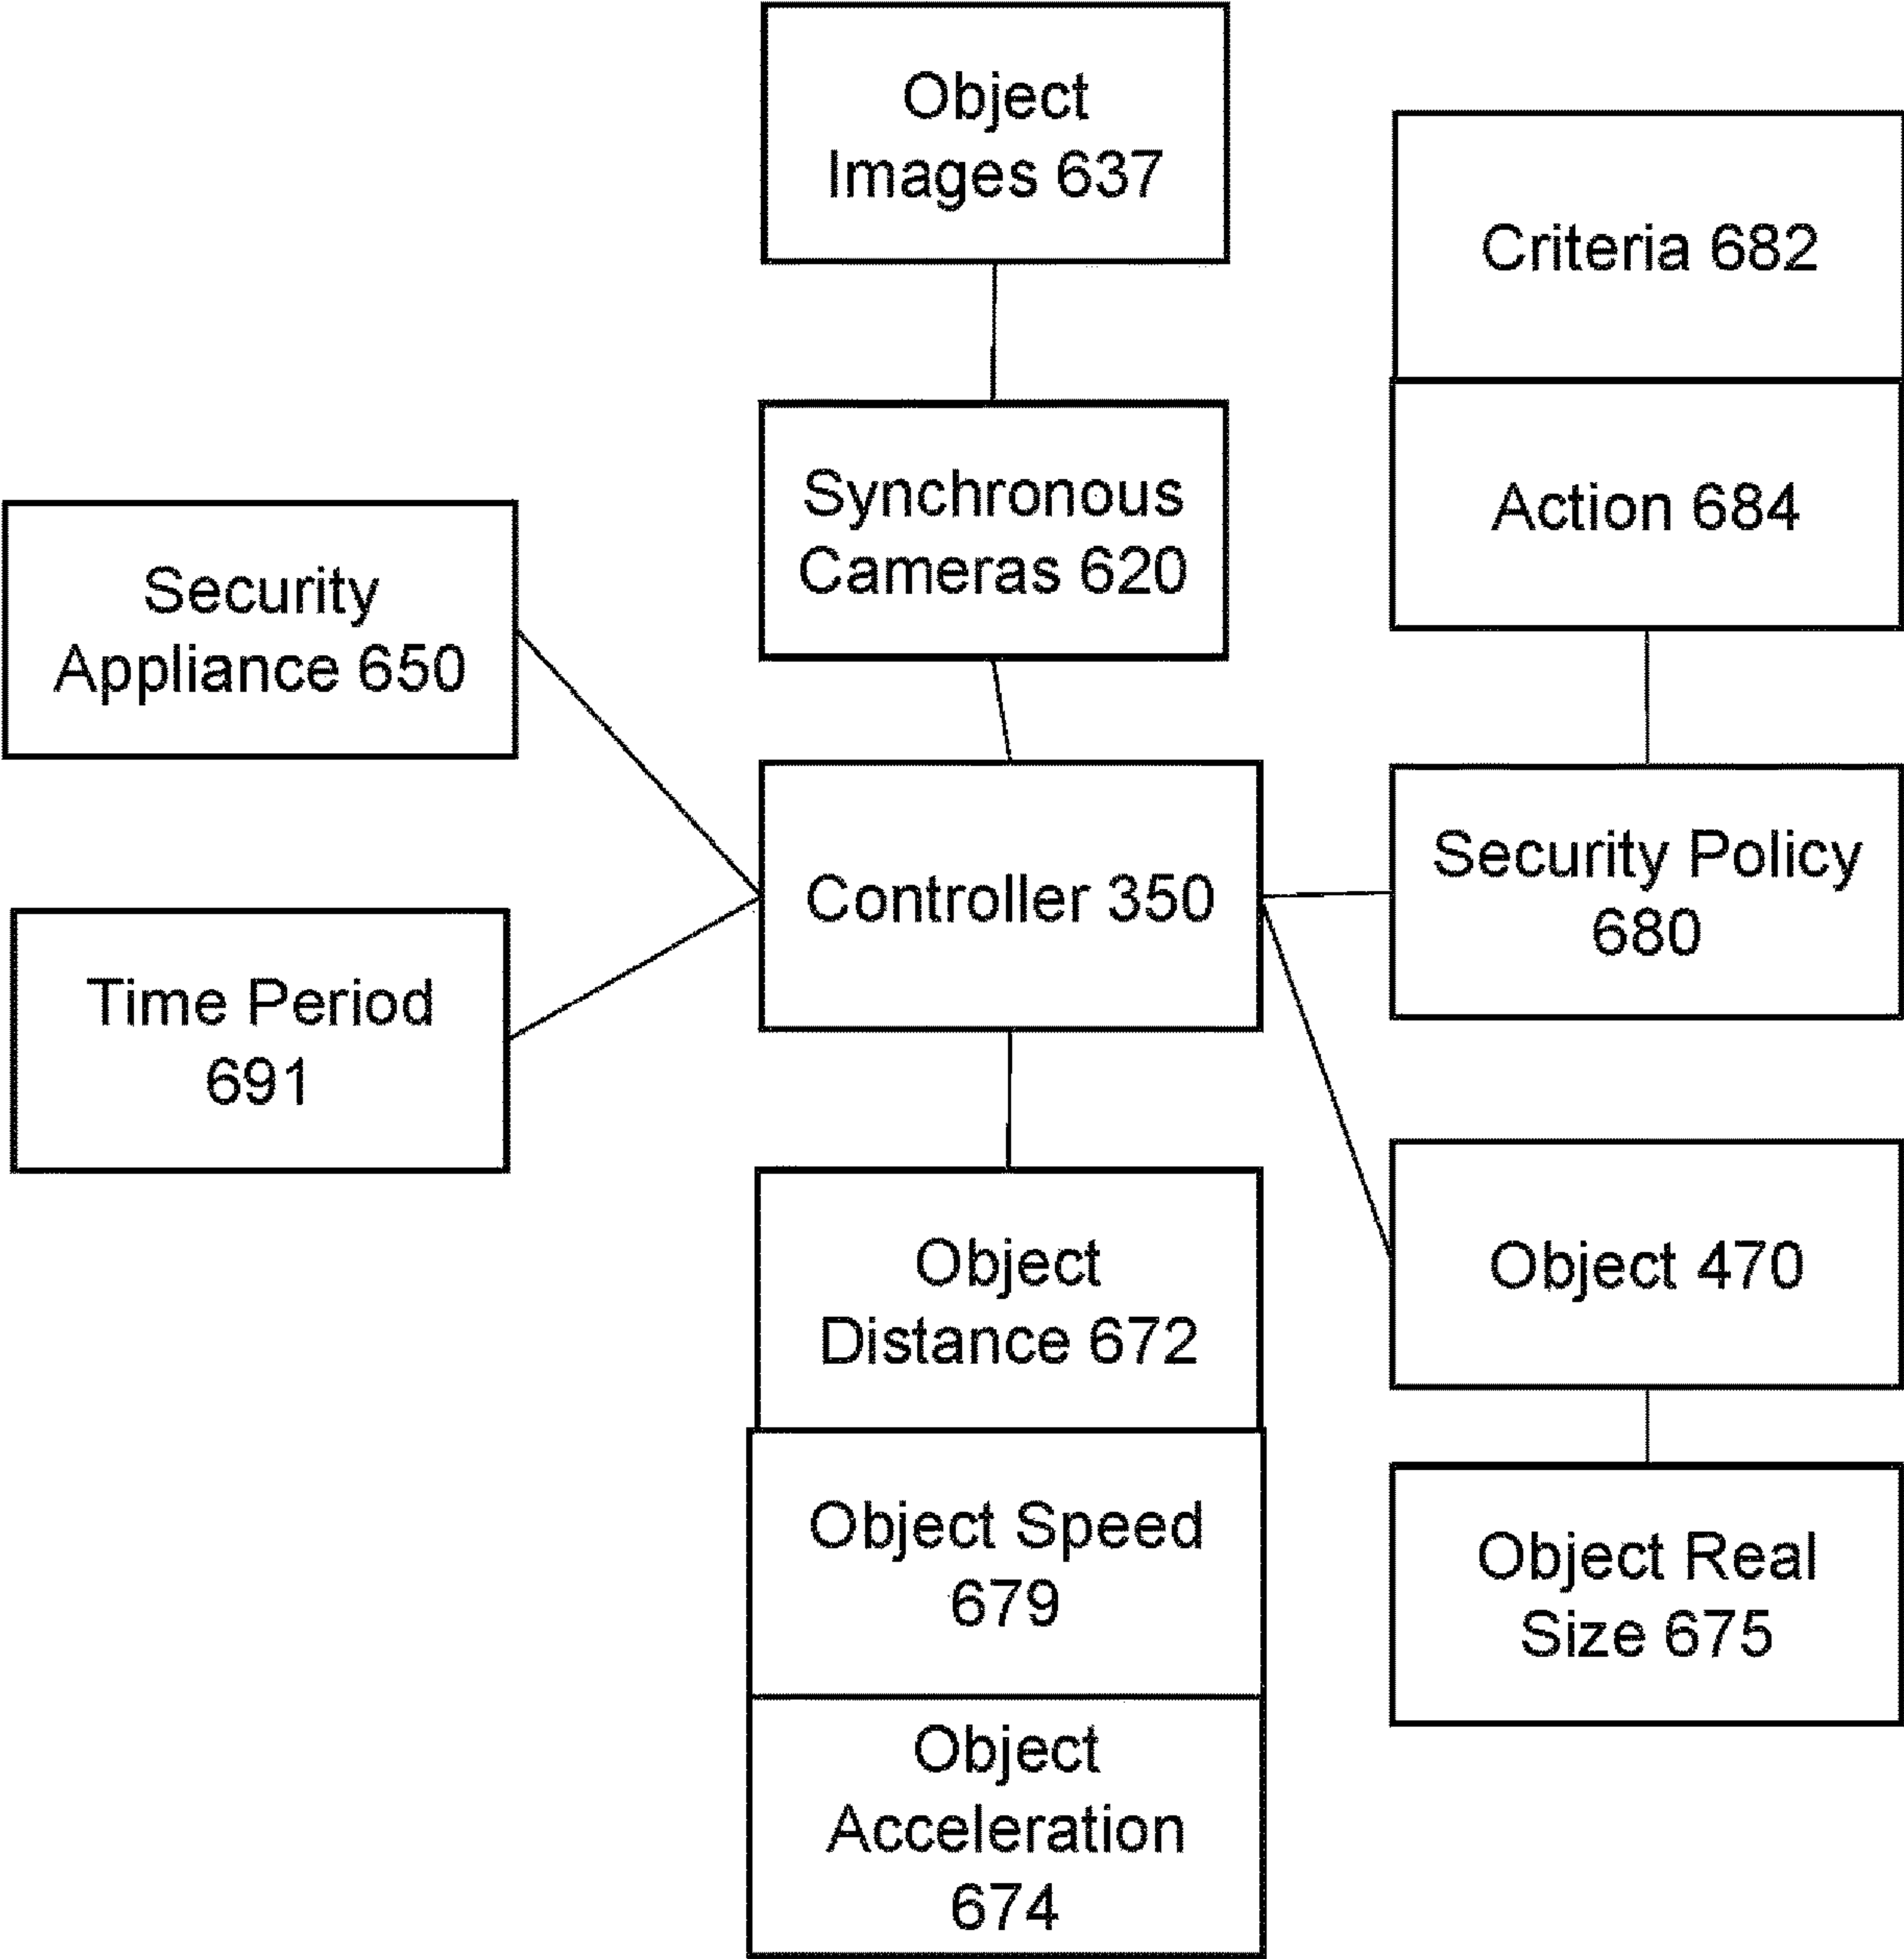 Object
Images 637
Criteria 682
Synchronous
Cameras 620
Action 684
Security
Appliance 650
Controller 350
Security Policy
680
Time Period
691
Object
Distance 672
Object 470
Object Speed
679
Object Real
Size 675
Object
Acceleration
674